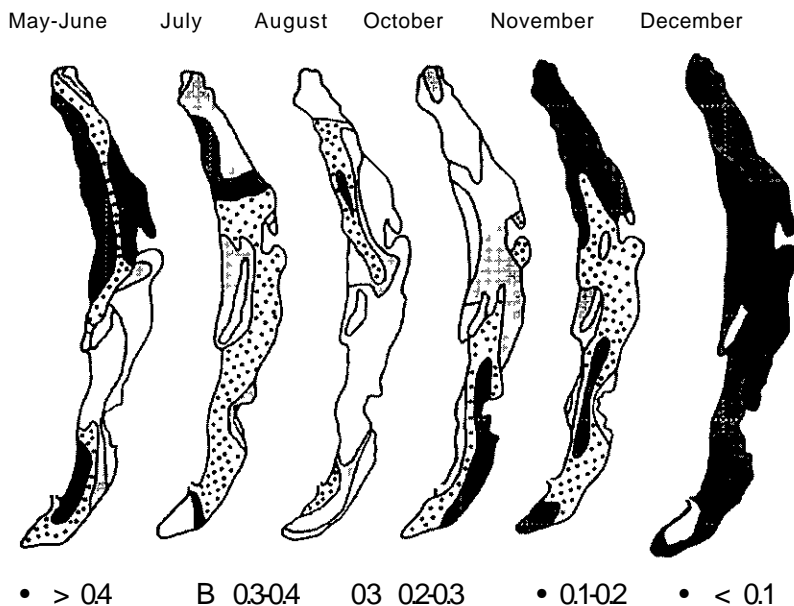 May-June July August October November December
• > 0.4 B 0.3-0.4 03 0.2-0.3 • 0.1-0.2 • < 0.1